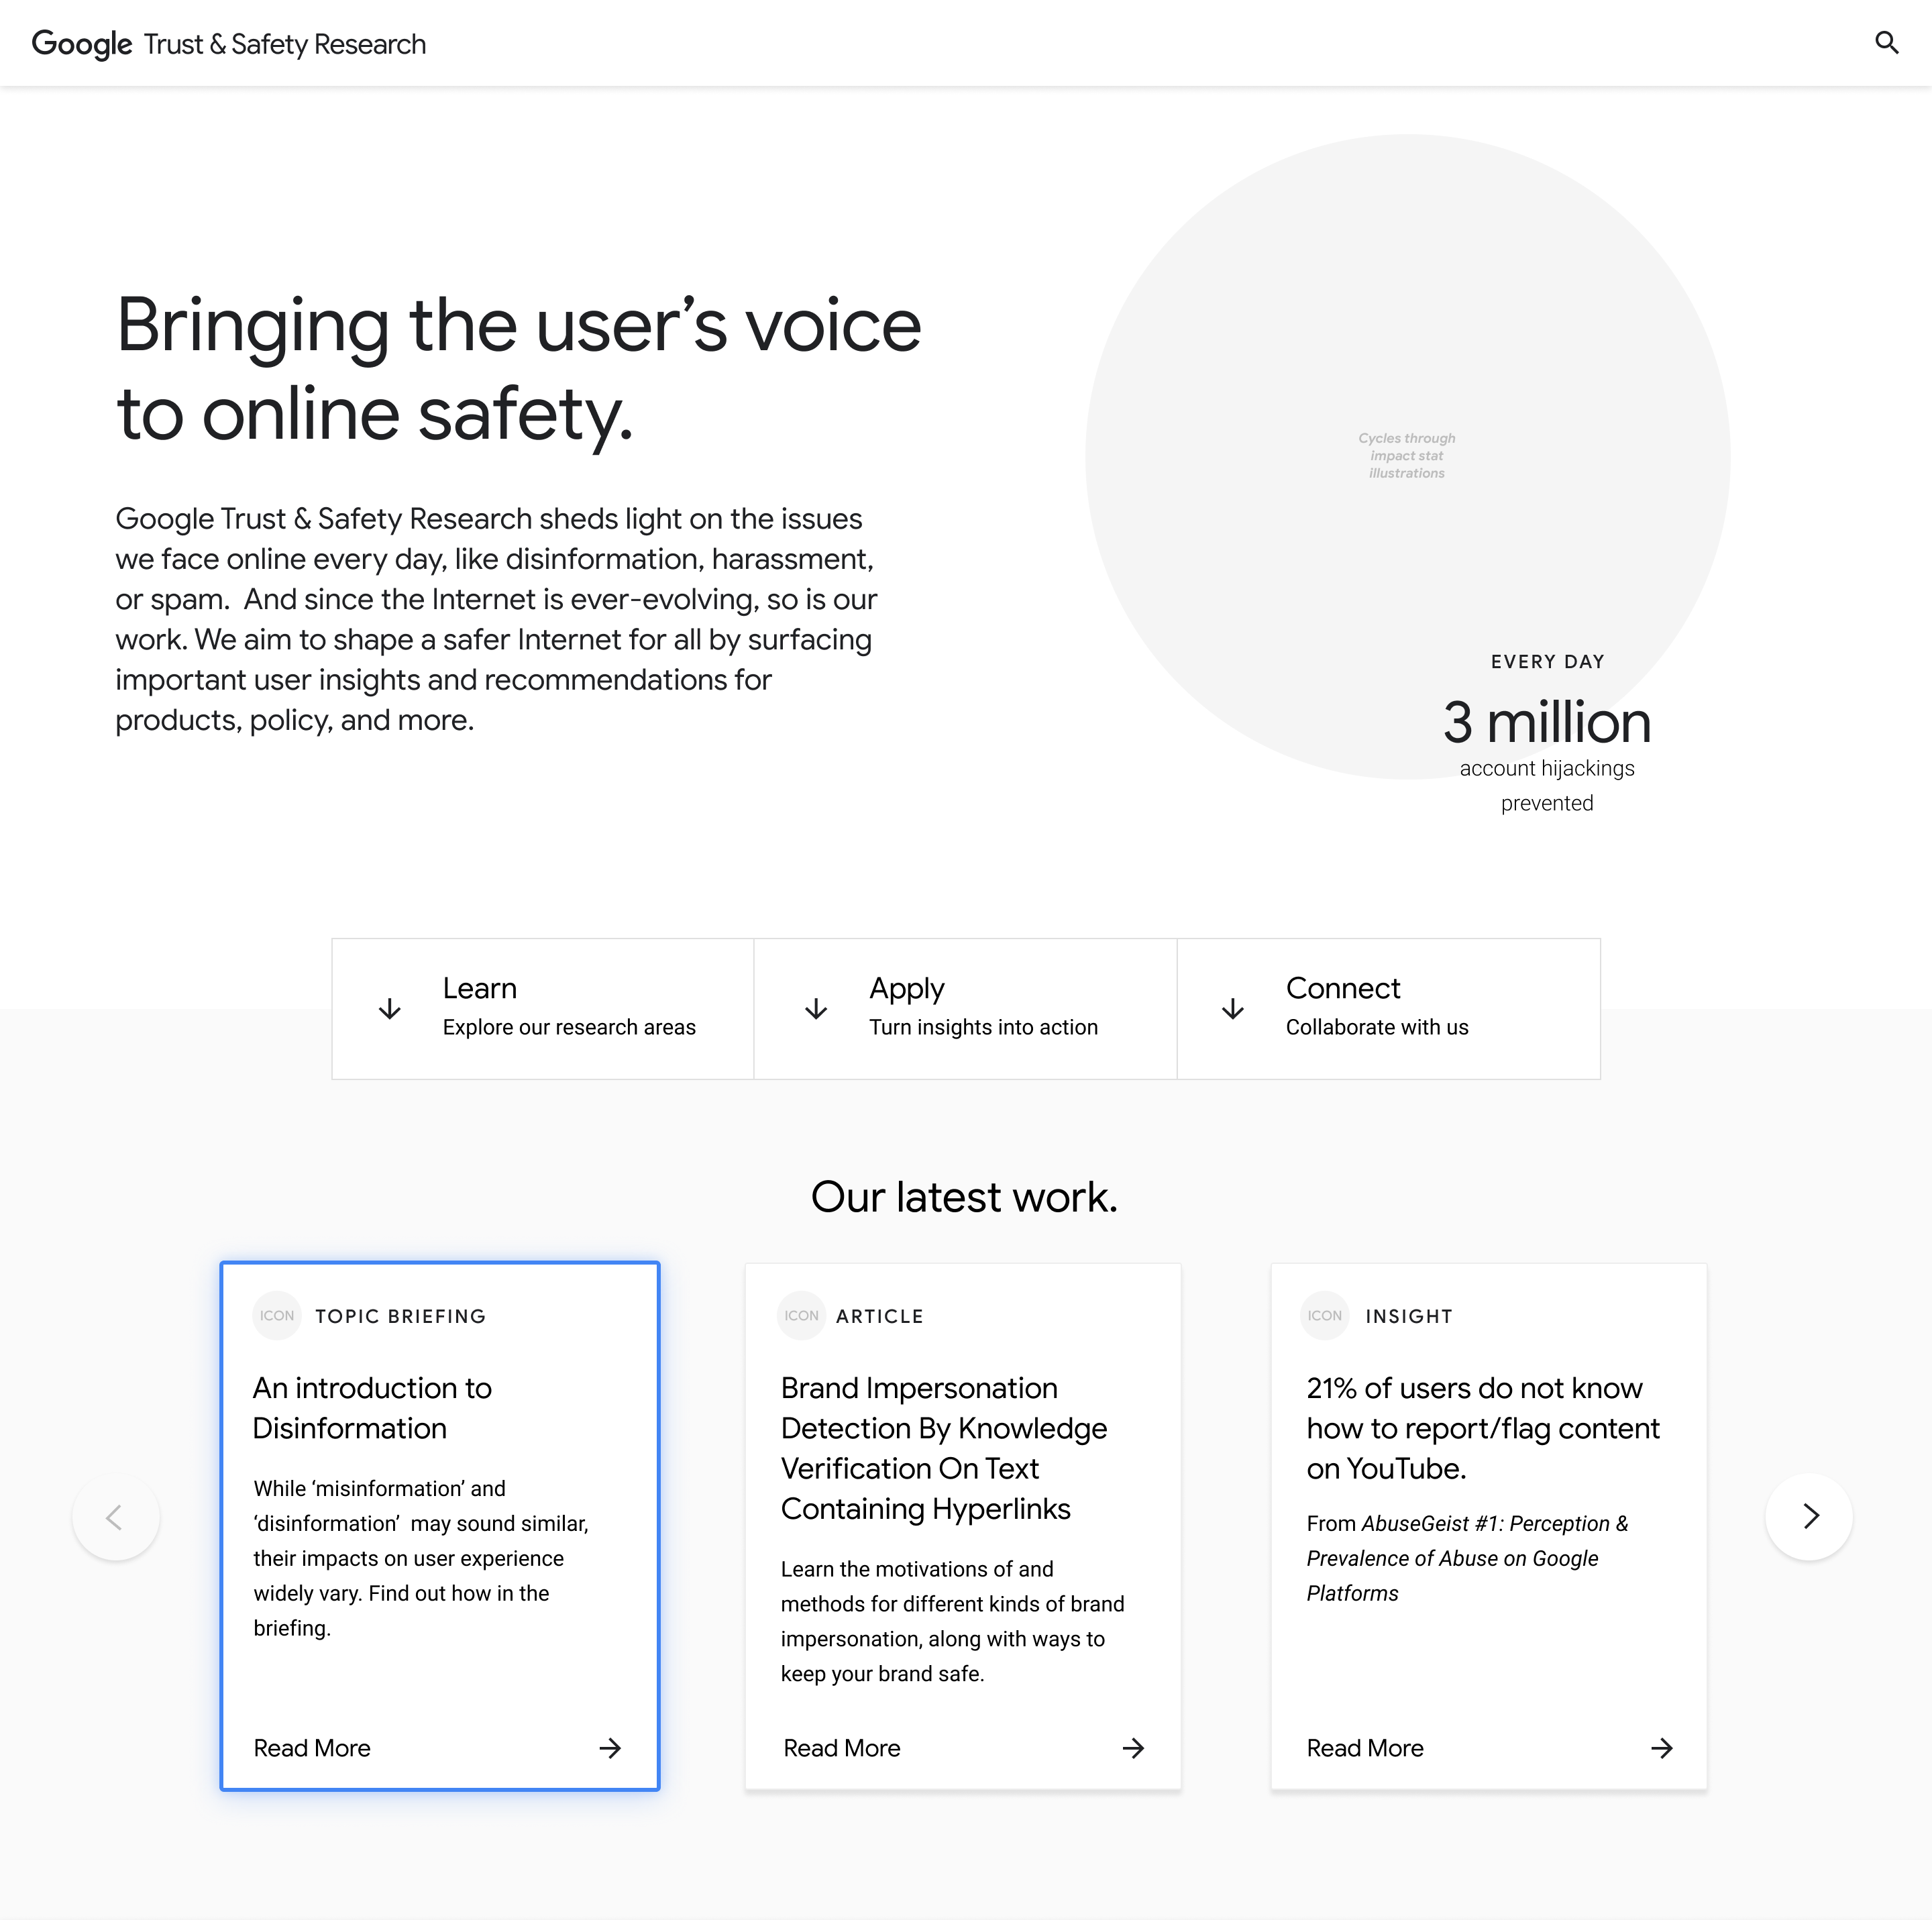 Google Trust & Safety Research
Bringing the user’s voice
to online safety.
Google Trust & Safety Research sheds light on the issues
we face online every day, like disinformation, harassment,
or spam.  And since the Internet is ever-evolving, so is our
work. We aim to shape a safer Internet for all by surfacing
important user insights and recommendations for
products, policy, and more.
Cycles through
impact stat
illustrations
EVERY DAY
3 million
account hijackings
prevented
Learn
Explore our research areas
Apply
Turn insights into action
Connect
Collaborate with us
Our latest work.
ICON TOPIC BRIEFING
An introduction to
Disinformation
While ‘misinformation’ and
‘disinformation’  may sound similar,
their impacts on user experience
widely vary. Find out how in the
briefing.
Read More
ICON ARTICLE
Brand Impersonation
Detection By Knowledge
Verification On Text
Containing Hyperlinks
Learn the motivations of and
methods for different kinds of brand
impersonation, along with ways to
keep your brand safe.
Read More
ICON INSIGHT
21% of users do not know
how to report/flag content
on YouTube.
From AbuseGeist #1: Perception &
Prevalence of Abuse on Google
Platforms
Read More